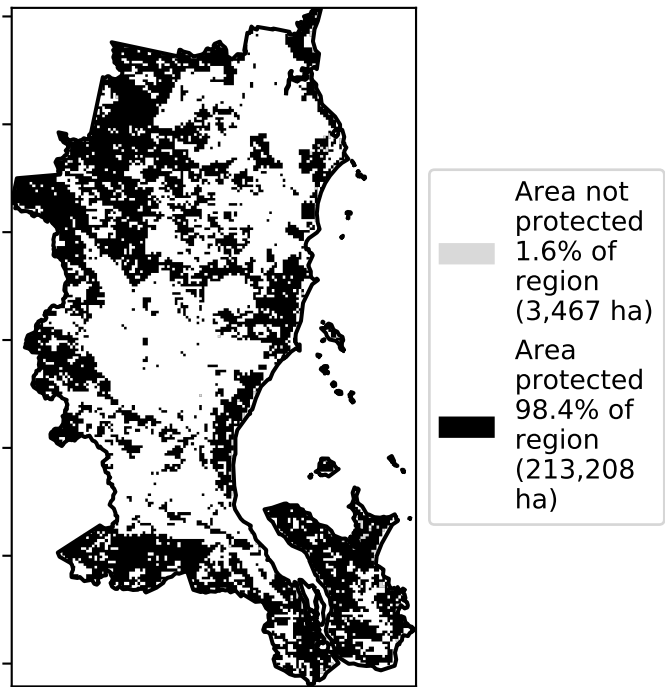 Area not
protected
1.6% of
region
(3,467 ha)
Area
protected
98.4% of
region
(213,208
ha)